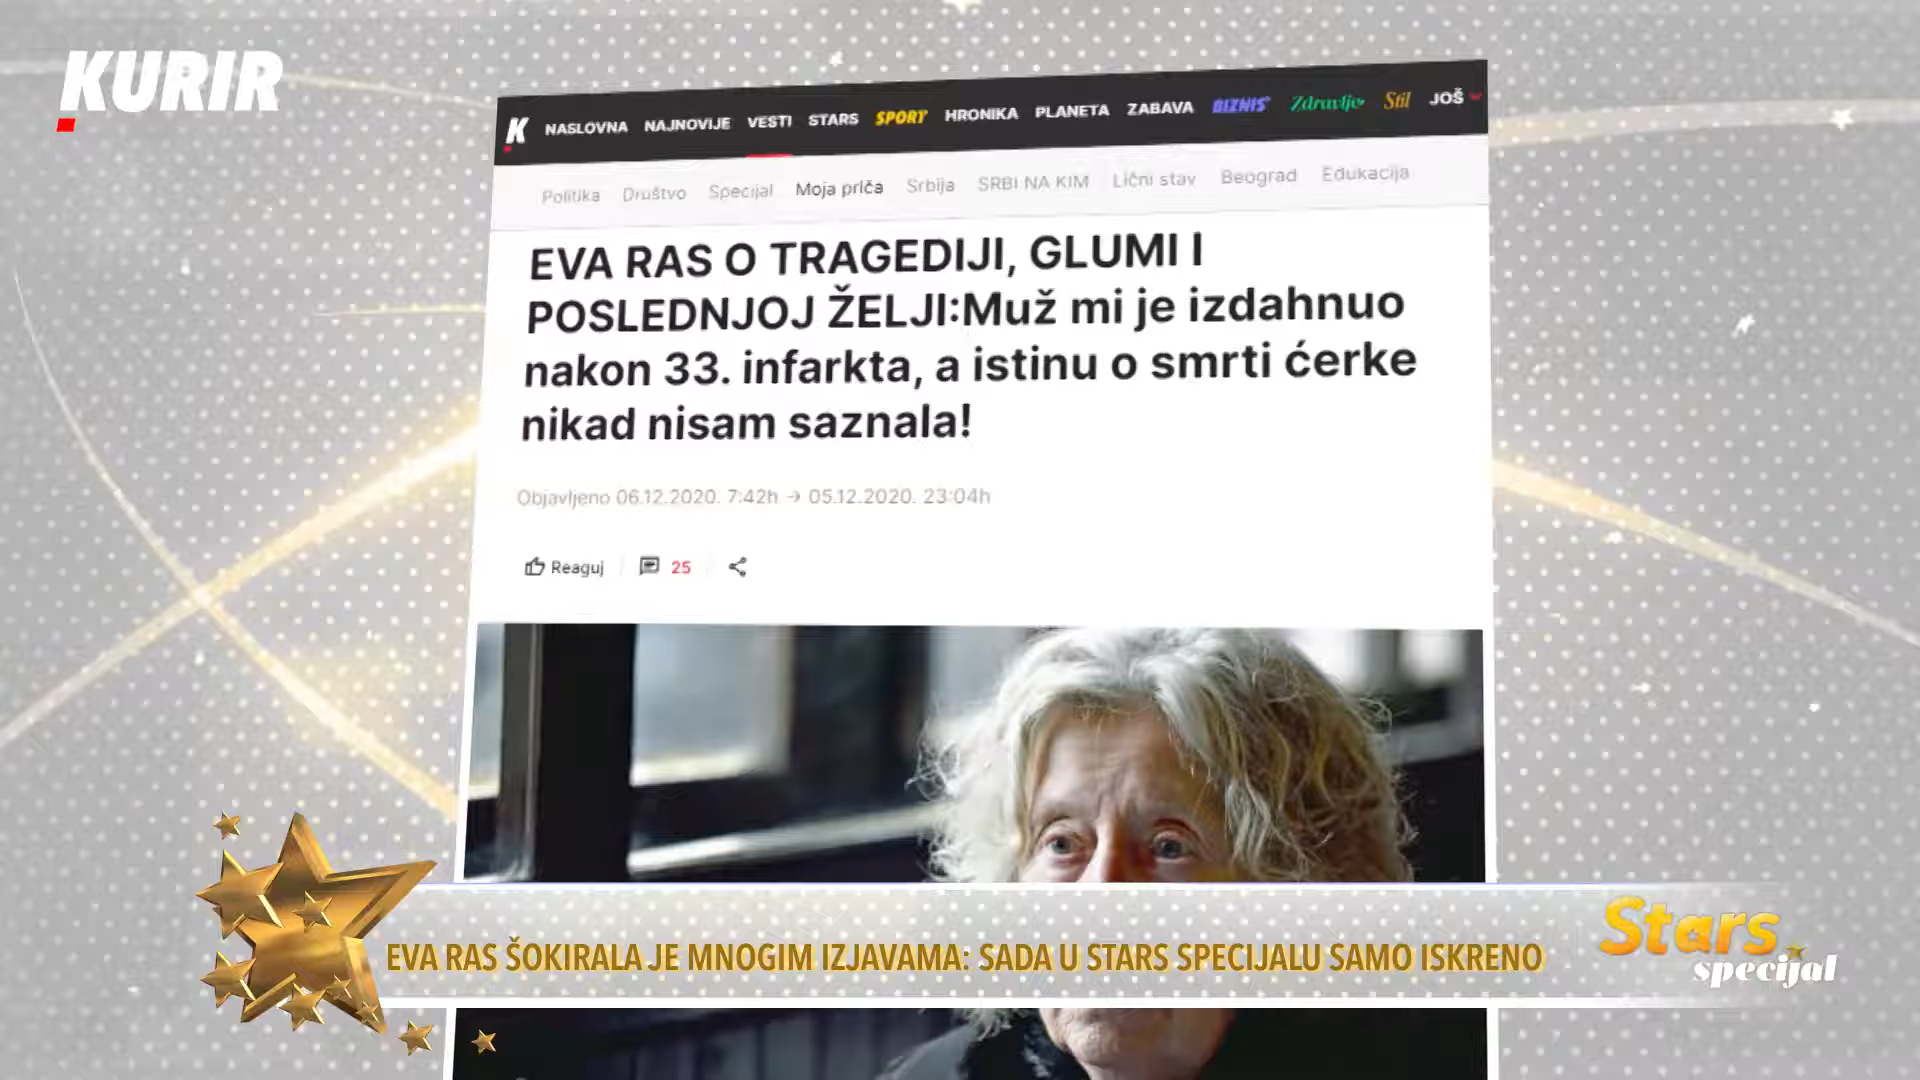 KURIR
K NASLOVNA NAJNOVIJE VESTI STARS SPORT HRONIKA PLANETA ZABAVA BIZNIS Zdravlje Stil JOŠ
Politika Društvo Specijal Moja priča Srbija SRBI NA KIM Lični stav Beograd Edukacija
EVA RAS O TRAGEDIJI, GLUMI I
POSLEDNJOJ ŽELJI:Muž mi je izdahnuo
nakon 33. infarkta, a istinu o smrti ćerke
nikad nisam saznala!
Objavljeno 06.12.2020. 7:42h → 05.12.2020. 23:04h
Reaguj 25
EVA RAS ŠOKIRALA JE MNOGIM IZJAVAMA: SADA U STARS SPECIJALU SAMO ISKRENO
Stars
specijal